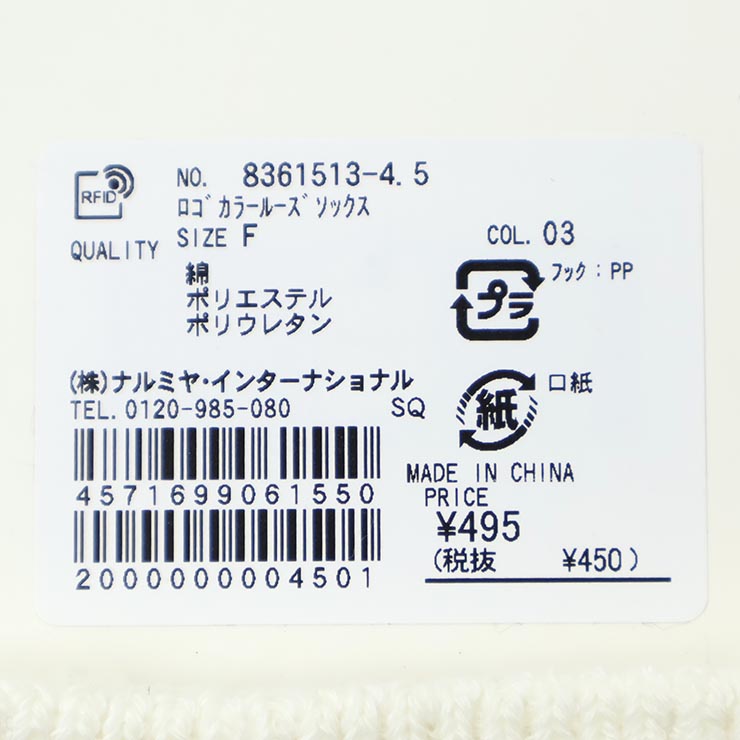 RFID
NO. 8361513-4.5
ﾛｺﾞｶﾗｰﾙｰｽﾞｿｯｸｽ
QUALITY SIZE F COL. 03
綿
ポリエステル
ポリウレタン
プラ
ﾌｯｸ：PP
(株)ナルミヤ・インターナショナル
TEL. 0120-985-080 SQ
紙
口紙
4571699061550
2000000004501
MADE IN CHINA
PRICE
¥495
(税抜 ¥450)